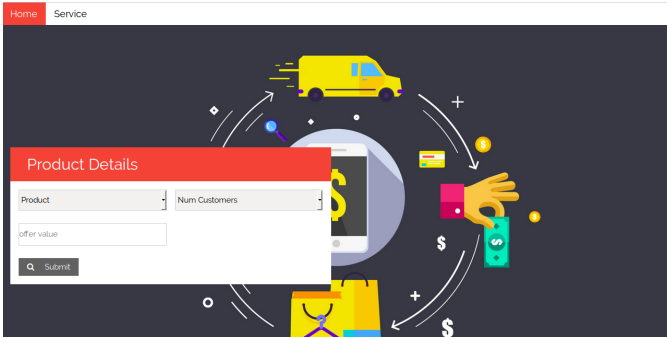 Home Service
Product Details
Product Num Customers
offer value
Submit
$
$
$
$
$
$